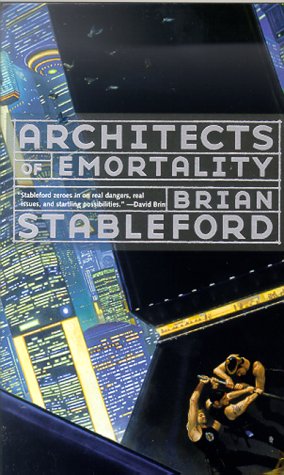 ARCHITECTS
OF EMORTALITY
"Stableford zeroes in on real dangers, real
issues, and startling possibilities." —David Brin
BRIAN
STABLEFORD